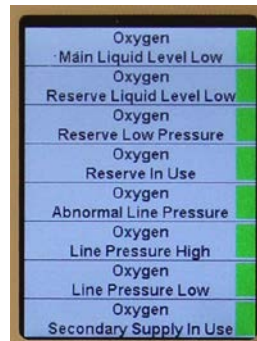 Oxygen
Main Liquid Level Low
Oxygen
Reserve Liquid Level Low
Oxygen
Reserve Low Pressure
Oxygen
Reserve In Use
Oxygen
Abnormal Line Pressure
Oxygen
Line Pressure High
Oxygen
Line Pressure Low
Oxygen
Secondary Supply In Use